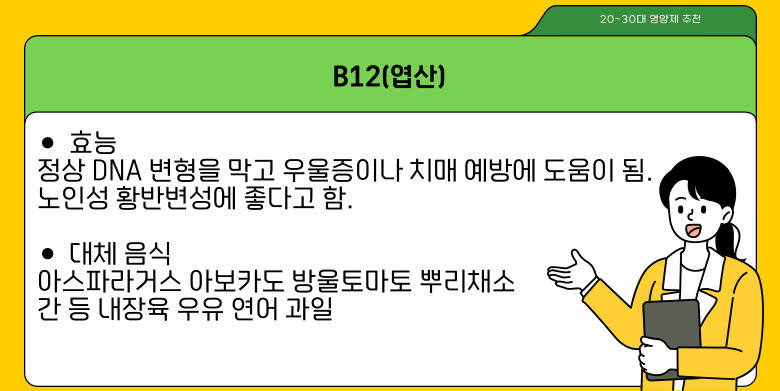 20~30대 영양제 추천
B12(엽산)
● 효능
정상 DNA 변형을 막고 우울증이나 치매 예방에 도움이 됨.
노인성 황반변성에 좋다고 함.
● 대체 음식
아스파라거스 아보카도 방울토마토 뿌리채소
간 등 내장육 우유 연어 과일